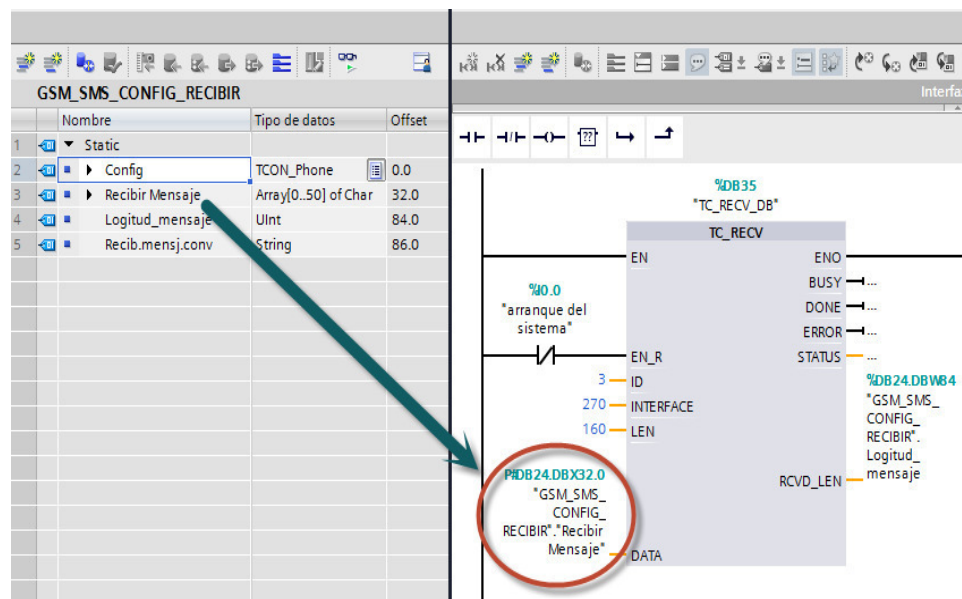 GSM_SMS_CONFIG_RECIBIR
Nombre Tipo de datos Offset
1 Static
2 Config TCON_Phone 0.0
3 Recibir Mensaje Array[0..50] of Char 32.0
4 Logitud_mensaje UInt 84.0
5 Recib.mensj.conv String 86.0
Interfa
??
%DB35
"TC_RECV_DB"
TC_RECV
EN ENO
BUSY ...
DONE ...
ERROR ...
%I0.0
"arranque del
sistema"
EN_R STATUS ...
3 ID
270 INTERFACE
160 LEN
%DB24.DBW84
"GSM_SMS_
CONFIG_
RECIBIR".
Logitud_
mensaje
RCVD_LEN
P#DB24.DBX32.0
"GSM_SMS_
CONFIG_
RECIBIR"."Recibir
Mensaje"
DATA